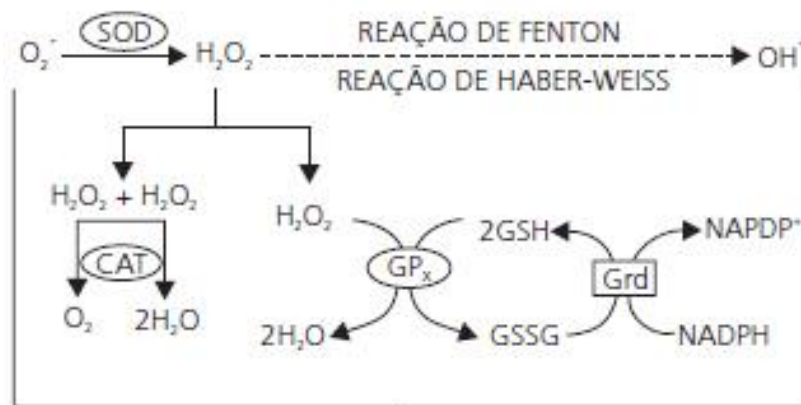 SOD
O₂⁻ H₂O₂ REAÇÃO DE FENTON OH˙
REAÇÃO DE HABER-WEISS
H₂O₂ + H₂O₂
H₂O₂ 2GSH NAPDP⁺
CAT GPₓ Grd
O₂ 2H₂O 2H₂O GSSG NADPH